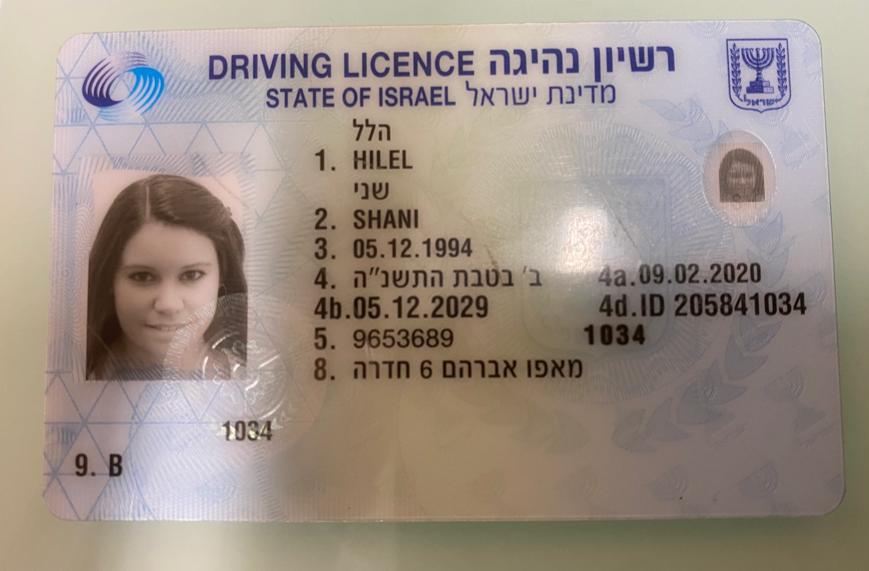 DRIVING LICENCE רשיון נהיגה
STATE OF ISRAEL מדינת ישראל
הלל
1. HILEL
שני
2. SHANI
3. 05.12.1994
4. ב' בטבת התשנ"ה 4a.09.02.2020
4b.05.12.2029 4d.ID 205841034
5. 9653689 1034
8. מאפו אברהם 6 חדרה
1034
9. B
ישראל